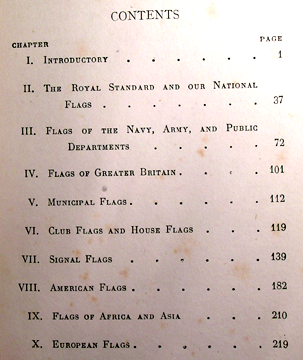 CONTENTS
CHAPTER PAGE
I. INTRODUCTORY . . . . . . 1
II. THE ROYAL STANDARD AND OUR NATIONAL
FLAGS . . . . . . . 37
III. FLAGS OF THE NAVY, ARMY, AND PUBLIC
DEPARTMENTS . . . . . 72
IV. FLAGS OF GREATER BRITAIN . . . . 101
V. MUNICIPAL FLAGS . . . . . . 112
VI. CLUB FLAGS AND HOUSE FLAGS . . . 119
VII. SIGNAL FLAGS . . . . . 139
VIII. AMERICAN FLAGS . . . . . . 182
IX. FLAGS OF AFRICA AND ASIA . . . 210
X. EUROPEAN FLAGS . . . . . . 219